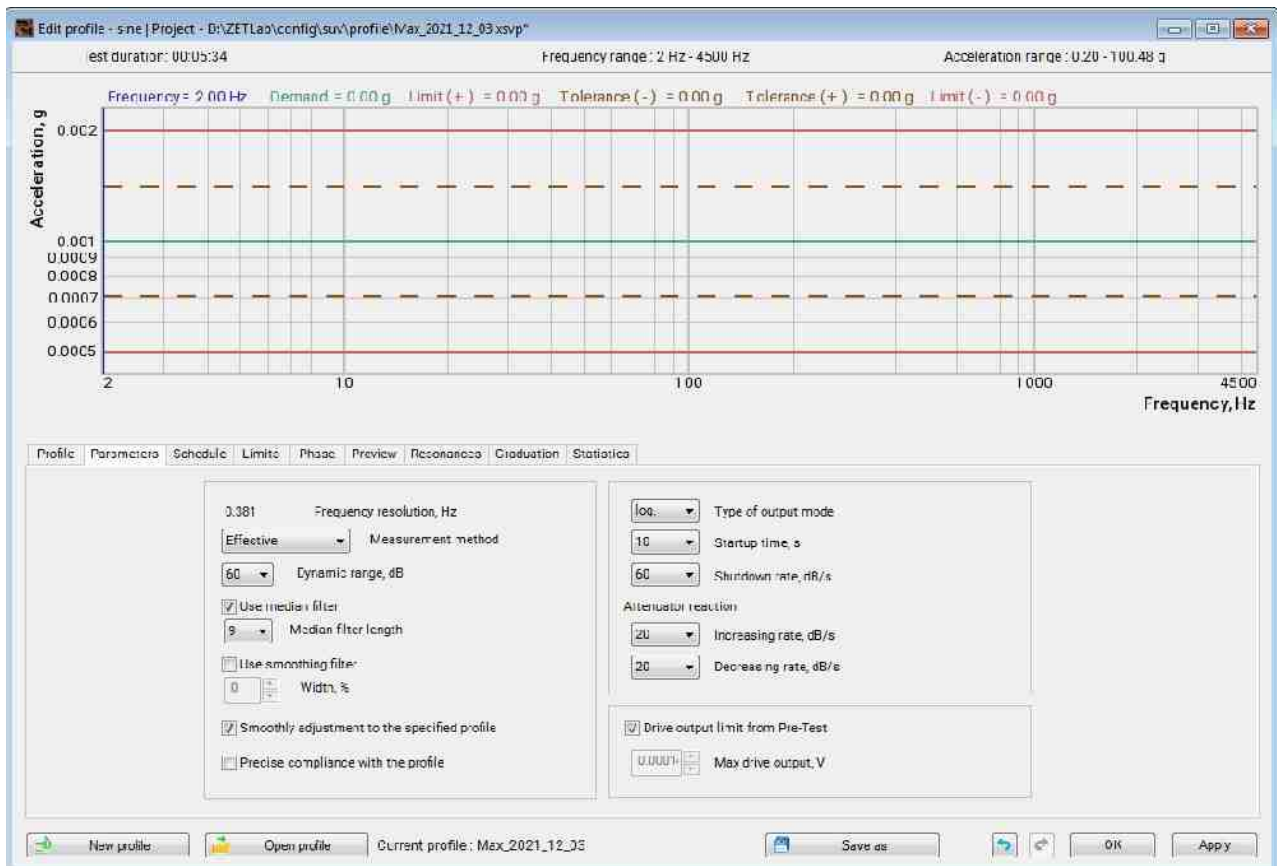 Edit profile - sine | Project - D:\ZETLab\config\suv\profile\Max_2021_12_03.xsvp*
Test duration: 00:05:34 Frequency range: 2 Hz - 4500 Hz Acceleration range: 0.20 - 100.48 g
Frequency = 2.00 Hz Demand = 0.00 g Limit (+) = 0.00 g Tolerance (-) = 0.00 g Tolerance (+) = 0.00 g Limit (-) = 0.00 g
Acceleration, g
0.002
0.001
0.0009
0.0008
0.0007
0.0006
0.0005
2 10 100 1000 4500
Frequency, Hz
Profile Parameters Schedule Limits Phase Preview Resonances Graduation Statistics
0.381 Frequency resolution, Hz
Effective Measurement method
60 Dynamic range, dB
Use median filter
9 Median filter length
Use smoothing filter
0 Width, %
Smoothly adjustment to the specified profile
Precise compliance with the profile
log. Type of output mode
10 Startup time, s
60 Shutdown rate, dB/s
Attenuator reaction
20 Increasing rate, dB/s
20 Decreasing rate, dB/s
Drive output limit from Pre-Test
Max drive output, V
New profile Open profile Current profile: Max_2021_12_03 Save as OK Apply